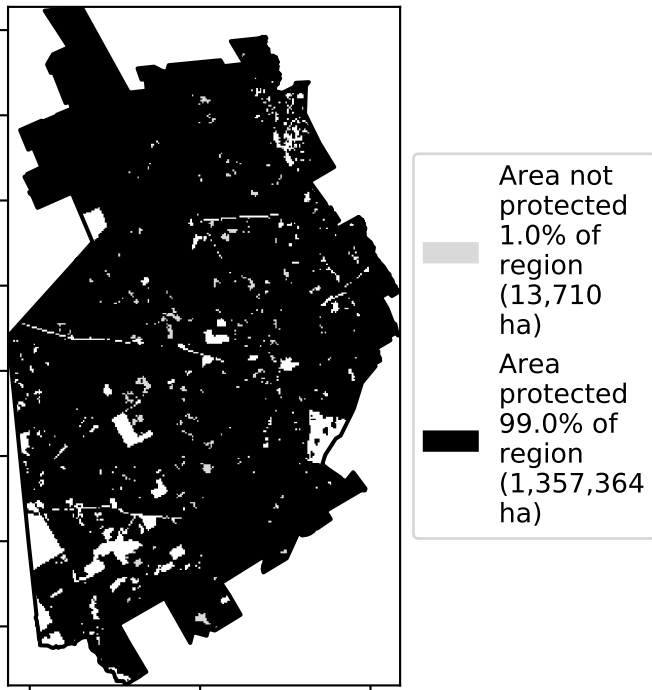 Area not
protected
1.0% of
region
(13,710
ha)
Area
protected
99.0% of
region
(1,357,364
ha)